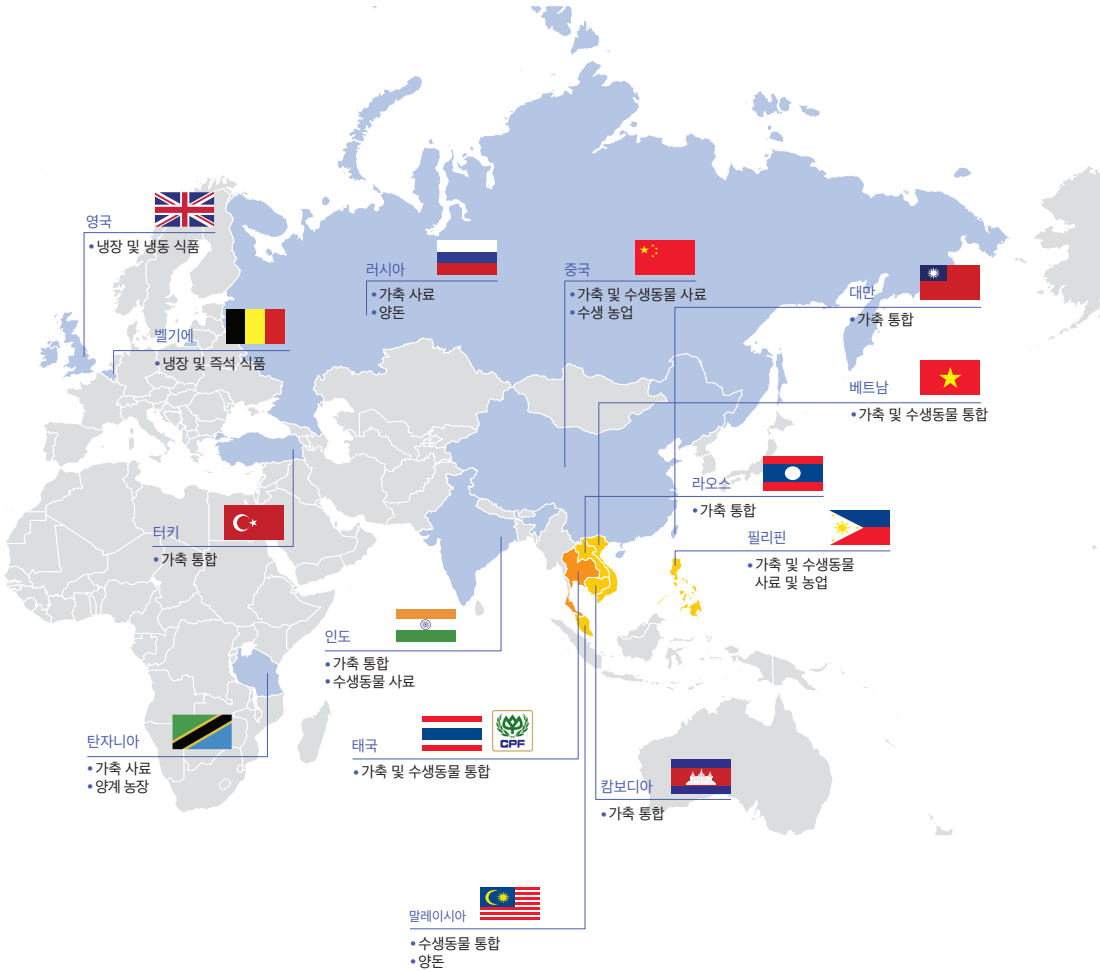 영국
• 냉장 및 냉동 식품
러시아
• 가축 사료
• 양돈
중국
• 가축 및 수생동물 사료
• 수생 농업
대만
• 가축 통합
벨기에
• 냉장 및 즉석 식품
베트남
• 가축 및 수생동물 통합
라오스
• 가축 통합
터키
• 가축 통합
필리핀
• 가축 및 수생동물
사료 및 농업
인도
• 가축 통합
• 수생동물 사료
탄자니아
• 가축 사료
• 양계 농장
태국
CPF
• 가축 및 수생동물 통합
캄보디아
• 가축 통합
말레이시아
• 수생동물 통합
• 양돈